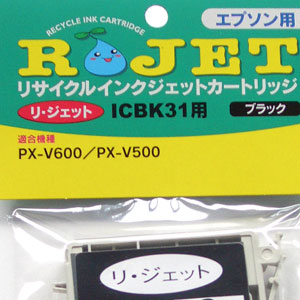 RECYCLE INK CARTRIDGE
エプソン用
R JET
リサイクルインクジェットカートリッジ
リ・ジェット ICBK31用 ブラック
適合機種
PX-V600／PX-V500
リ・ジェット